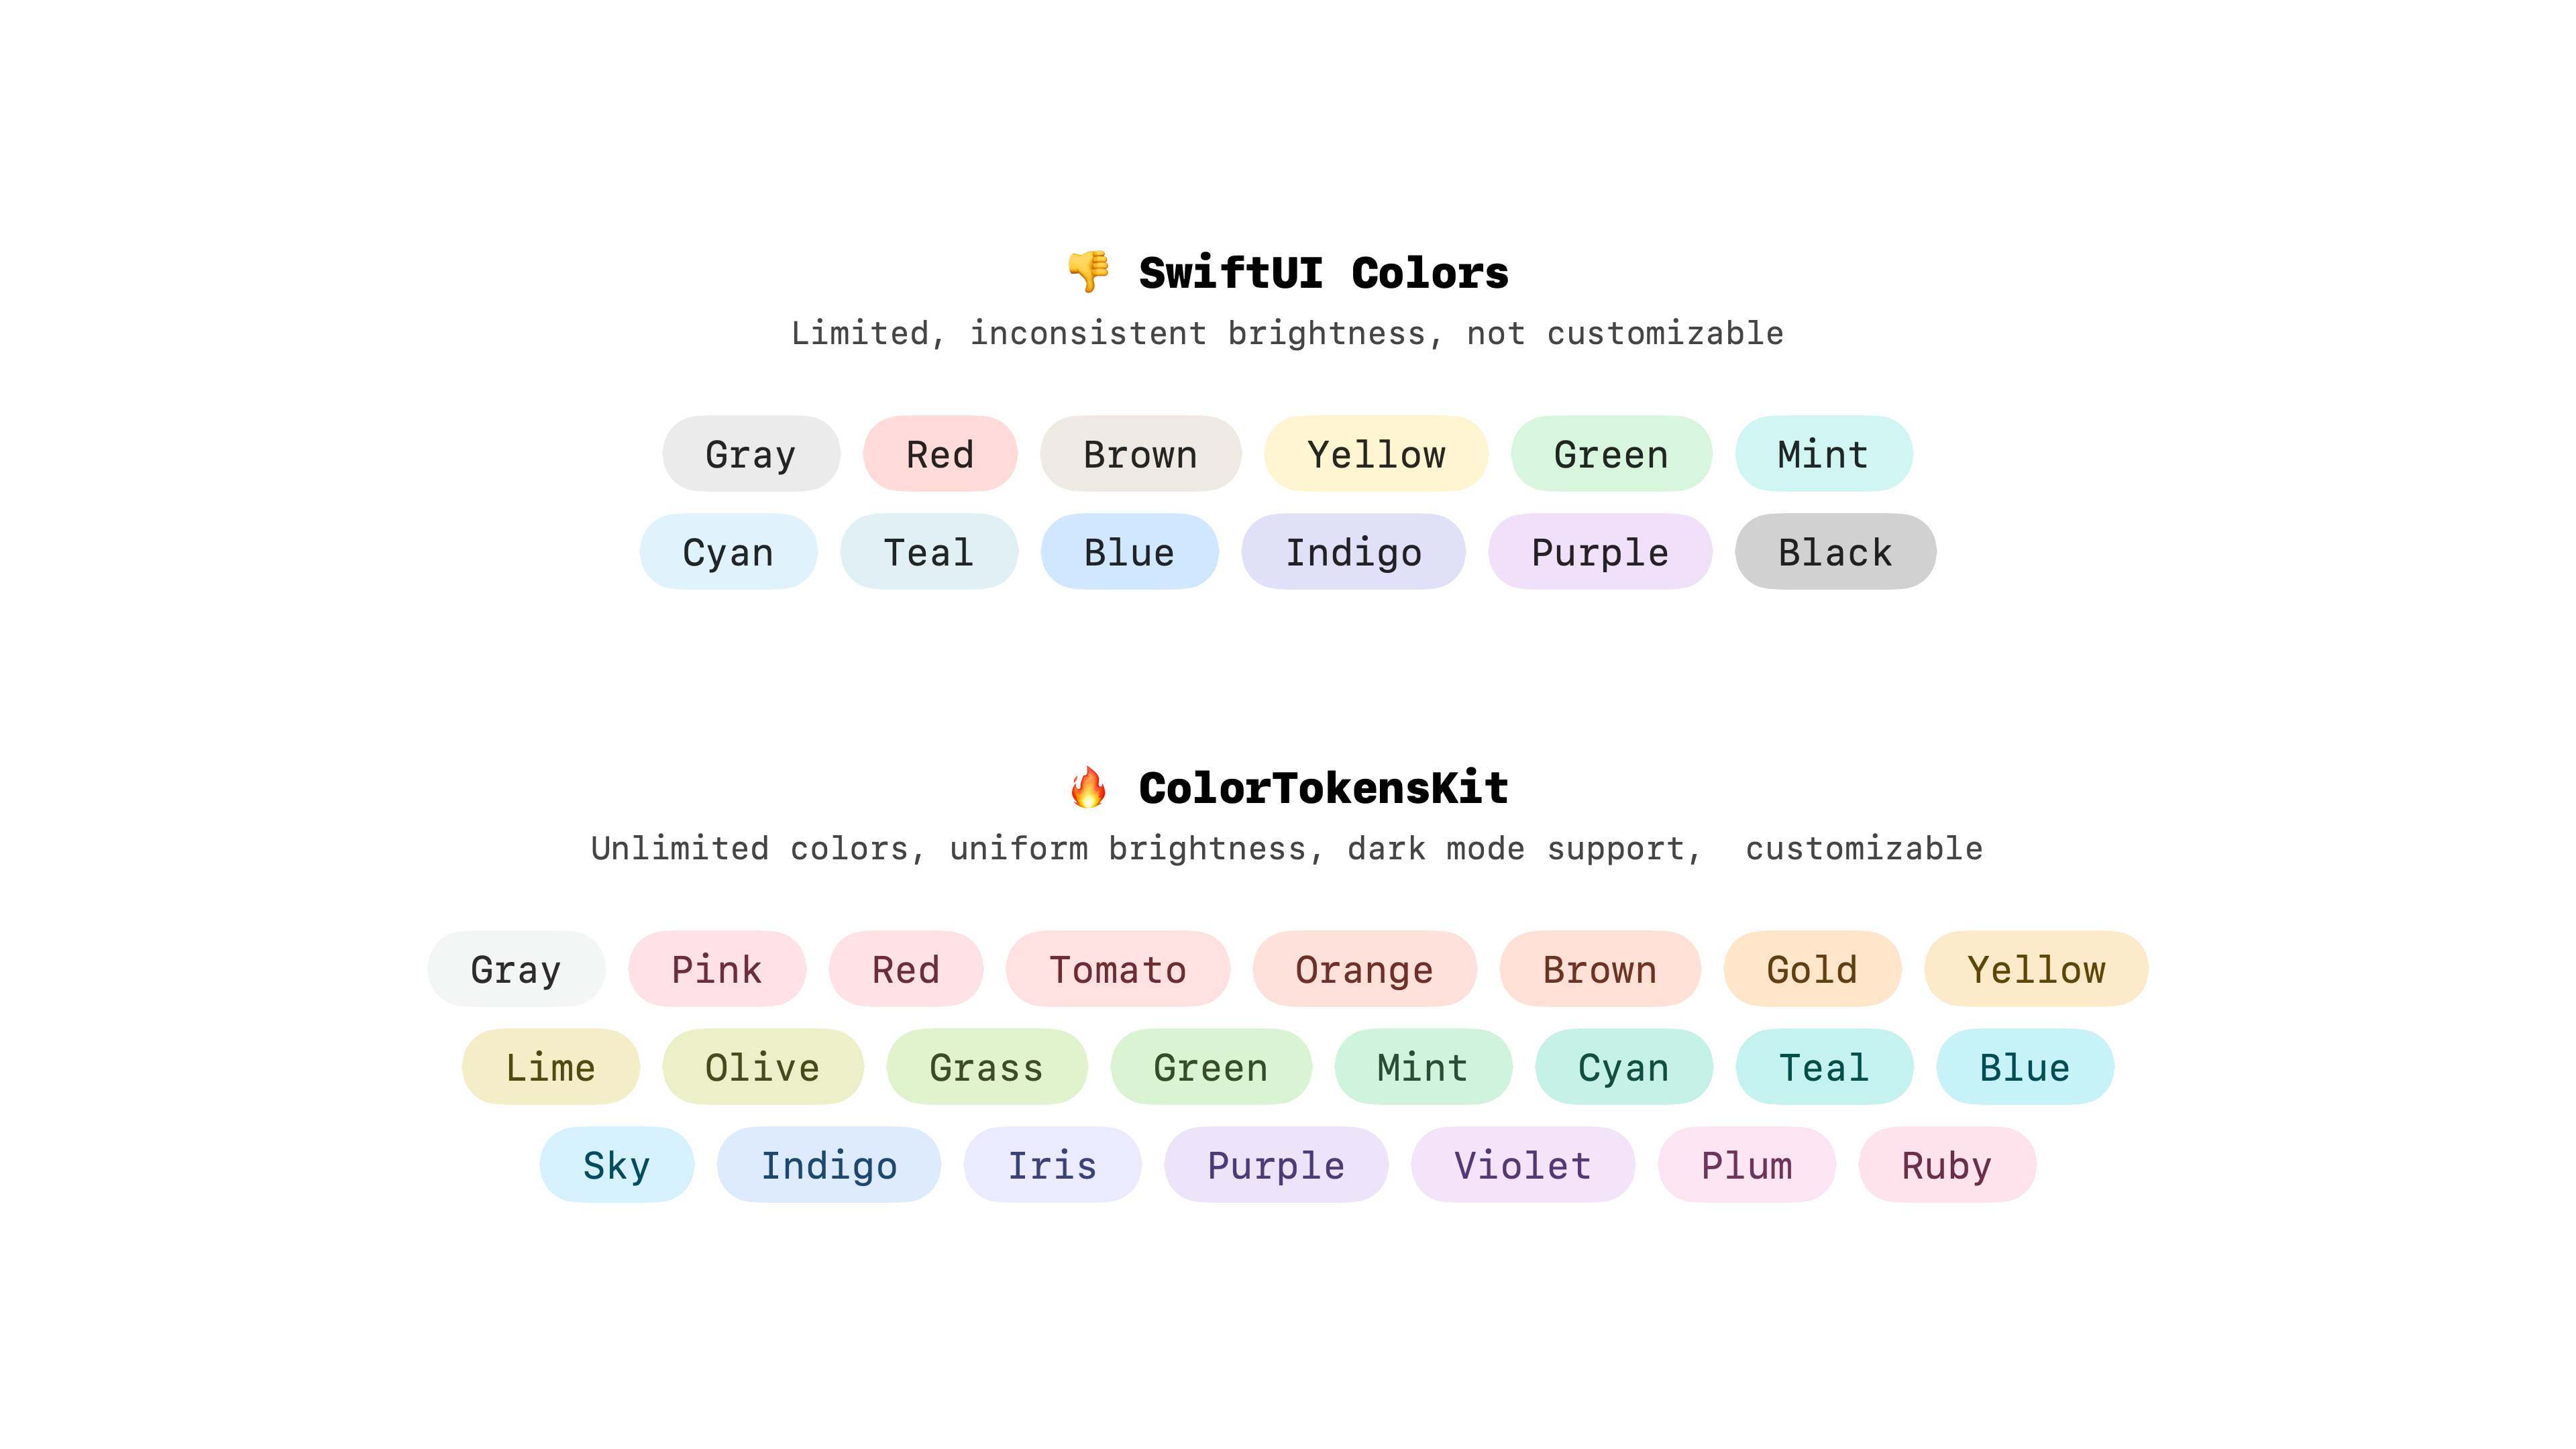 👎 SwiftUI Colors
Limited, inconsistent brightness, not customizable
Gray Red Brown Yellow Green Mint
Cyan Teal Blue Indigo Purple Black
🔥 ColorTokensKit
Unlimited colors, uniform brightness, dark mode support,  customizable
Gray Pink Red Tomato Orange Brown Gold Yellow
Lime Olive Grass Green Mint Cyan Teal Blue
Sky Indigo Iris Purple Violet Plum Ruby